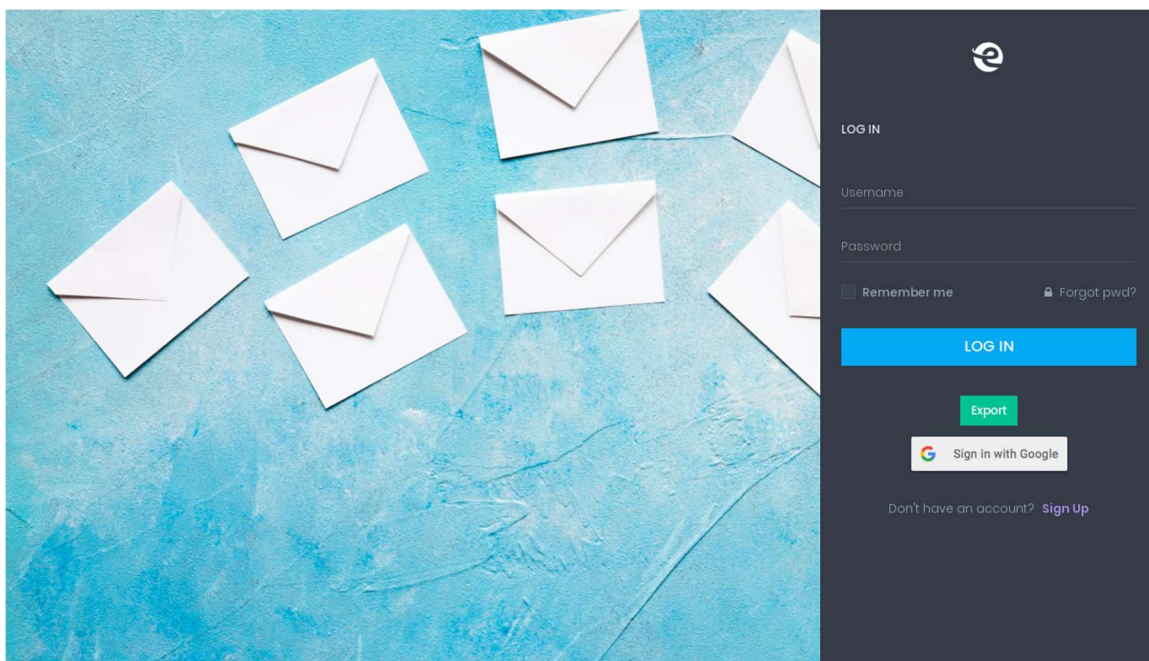 LOG IN
Username
Password
Remember me Forgot pwd?
LOG IN
Export
Sign in with Google
Don't have an account? Sign Up